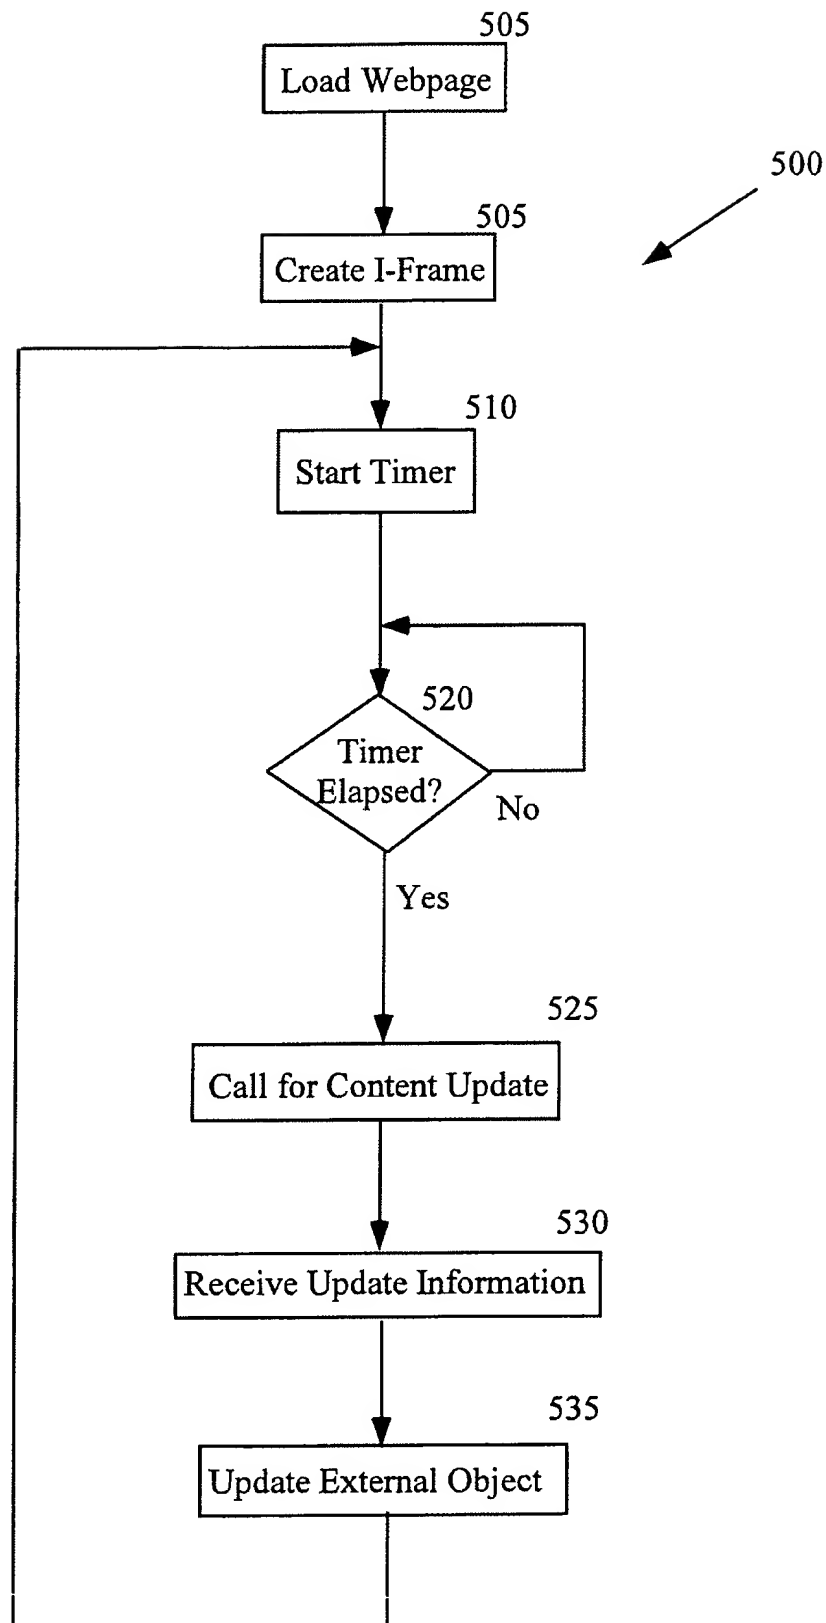 505
Load Webpage
500
505
Create I-Frame
510
Start Timer
520
Timer
Elapsed?
No
Yes
525
Call for Content Update
530
Receive Update Information
535
Update External Object